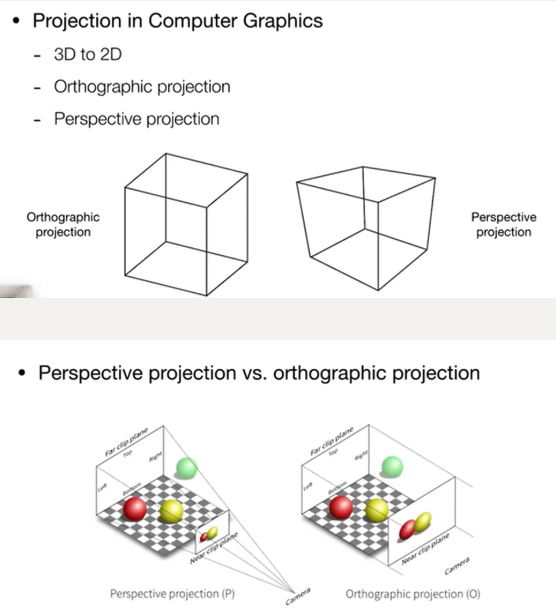 Projection in Computer Graphics
- 3D to 2D
- Orthographic projection
- Perspective projection
Orthographic
projection
Perspective
projection
Perspective projection vs. orthographic projection
Far clip plane
Top
Right
Left
Bottom
Near clip plane
Camera
Perspective projection (P)
Far clip plane
Top
Right
Left
Bottom
Near clip plane
Camera
Orthographic projection (O)